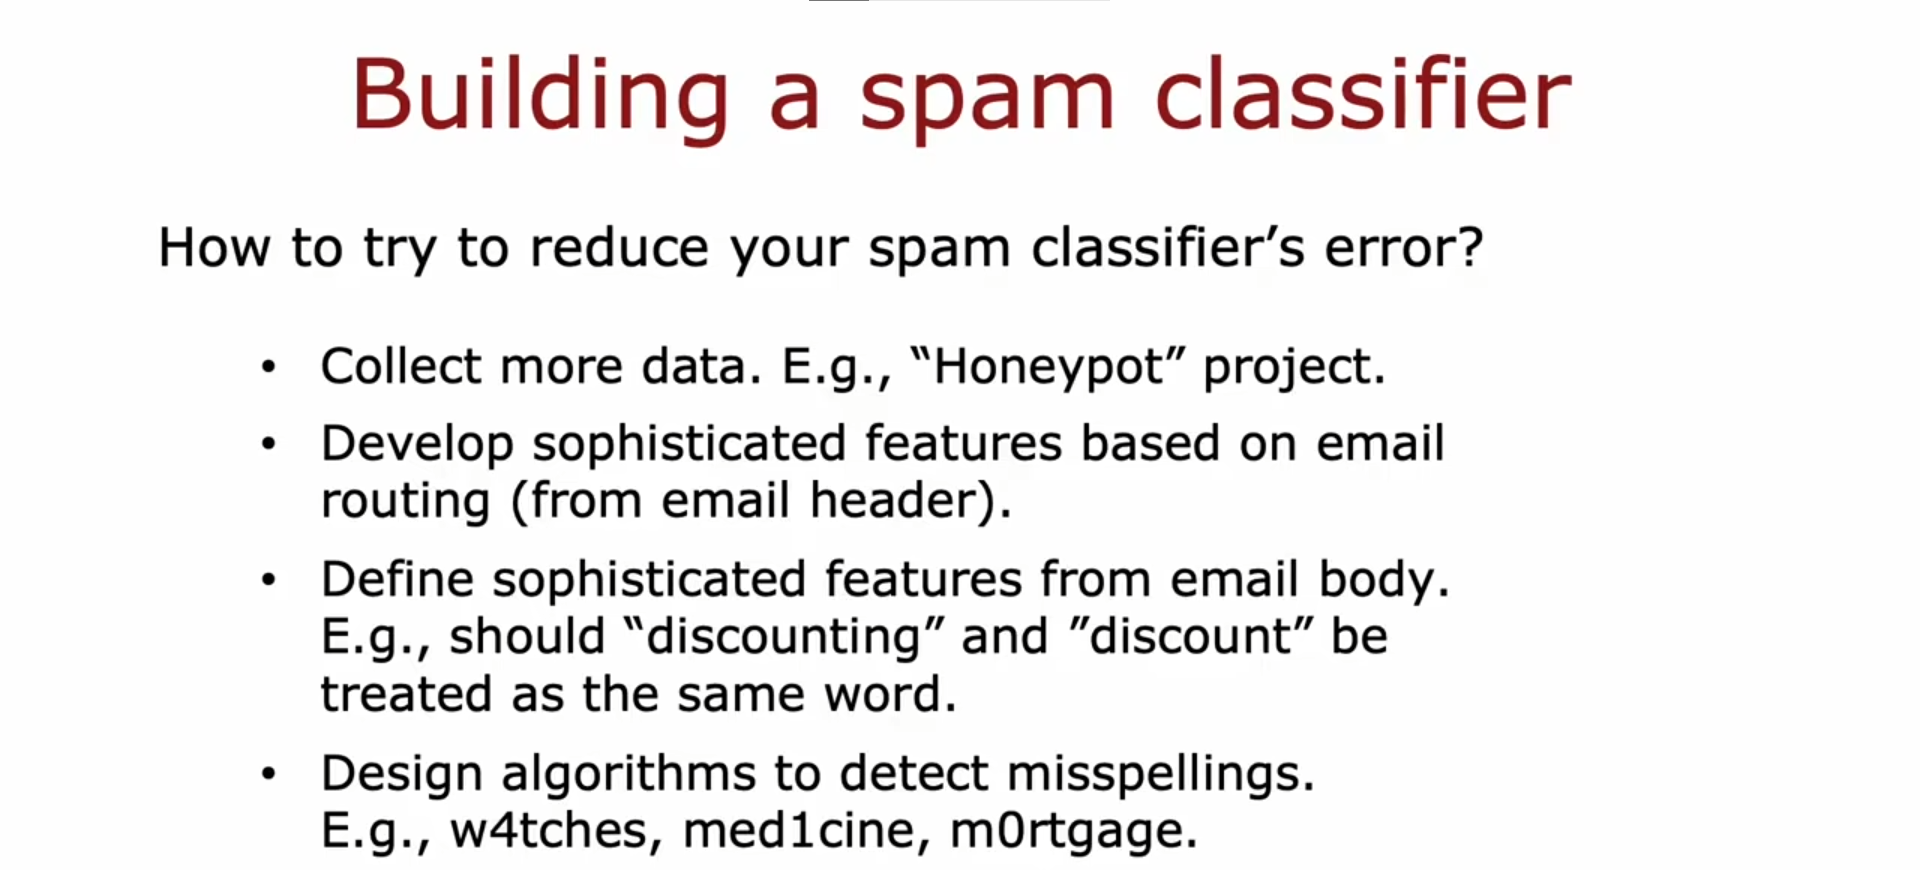 Building a spam classifier
How to try to reduce your spam classifier’s error?
• Collect more data. E.g., “Honeypot” project.
• Develop sophisticated features based on email
routing (from email header).
• Define sophisticated features from email body.
E.g., should “discounting” and ”discount” be
treated as the same word.
• Design algorithms to detect misspellings.
E.g., w4tches, med1cine, m0rtgage.